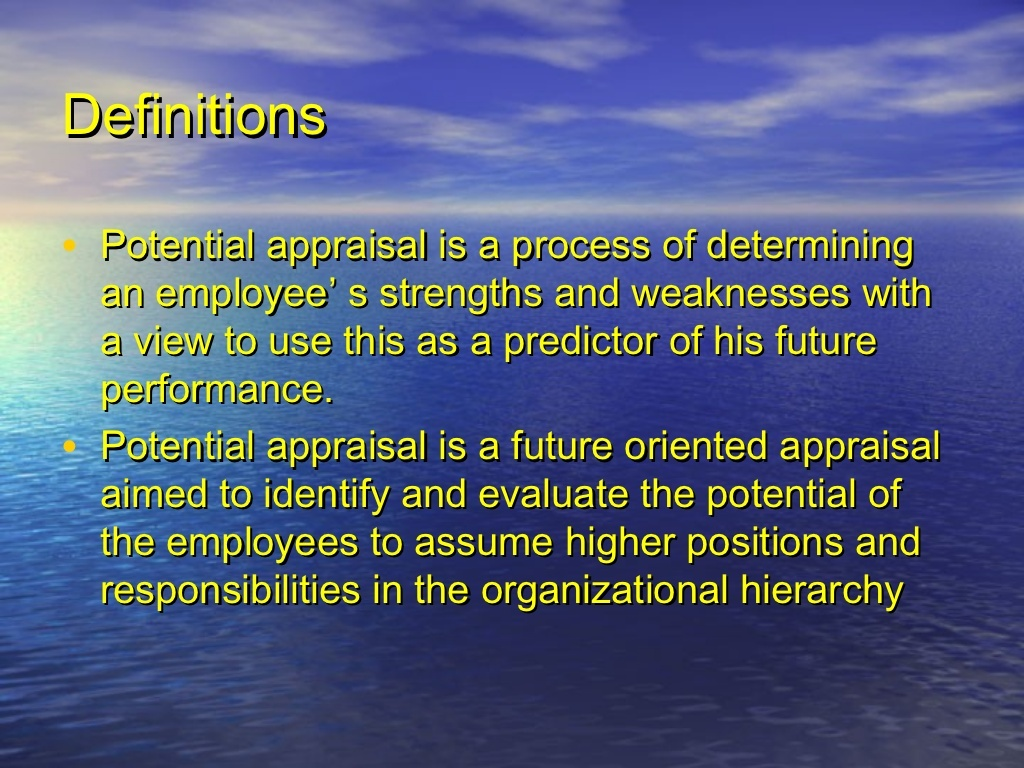 Definitions
• Potential appraisal is a process of determining
an employee’ s strengths and weaknesses with
a view to use this as a predictor of his future
performance.
• Potential appraisal is a future oriented appraisal
aimed to identify and evaluate the potential of
the employees to assume higher positions and
responsibilities in the organizational hierarchy